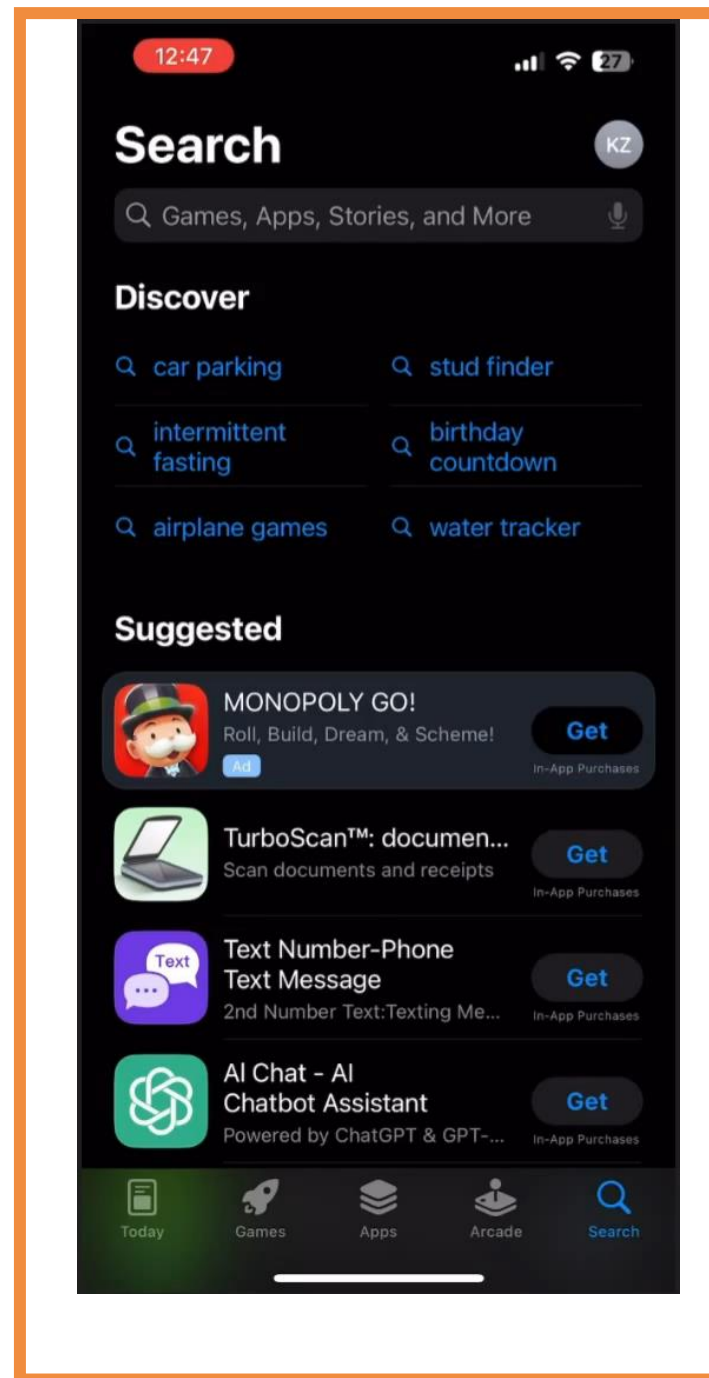 12:47
27
Search
KZ
Games, Apps, Stories, and More
Discover
car parking
stud finder
intermittent
fasting
birthday
countdown
airplane games
water tracker
Suggested
MONOPOLY GO!
Roll, Build, Dream, & Scheme!
Ad
Get
In-App Purchases
TurboScan™: documen...
Scan documents and receipts
Get
In-App Purchases
Text
Text Number-Phone
Text Message
2nd Number Text:Texting Me...
Get
In-App Purchases
AI Chat - AI
Chatbot Assistant
Powered by ChatGPT & GPT-...
Get
In-App Purchases
Today
Games
Apps
Arcade
Search